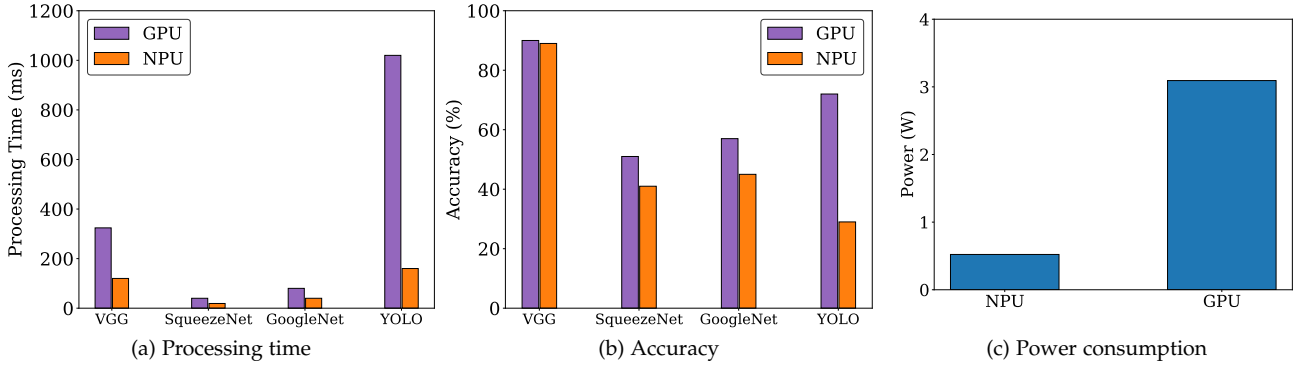 Processing Time (ms)
1200
1000
800
600
400
200
0
GPU
NPU
VGG
SqueezeNet
GoogleNet
YOLO
(a) Processing time
Accuracy (%)
100
80
60
40
20
0
GPU
NPU
VGG
SqueezeNet
GoogleNet
YOLO
(b) Accuracy
Power (W)
4
3
2
1
0
NPU
GPU
(c) Power consumption